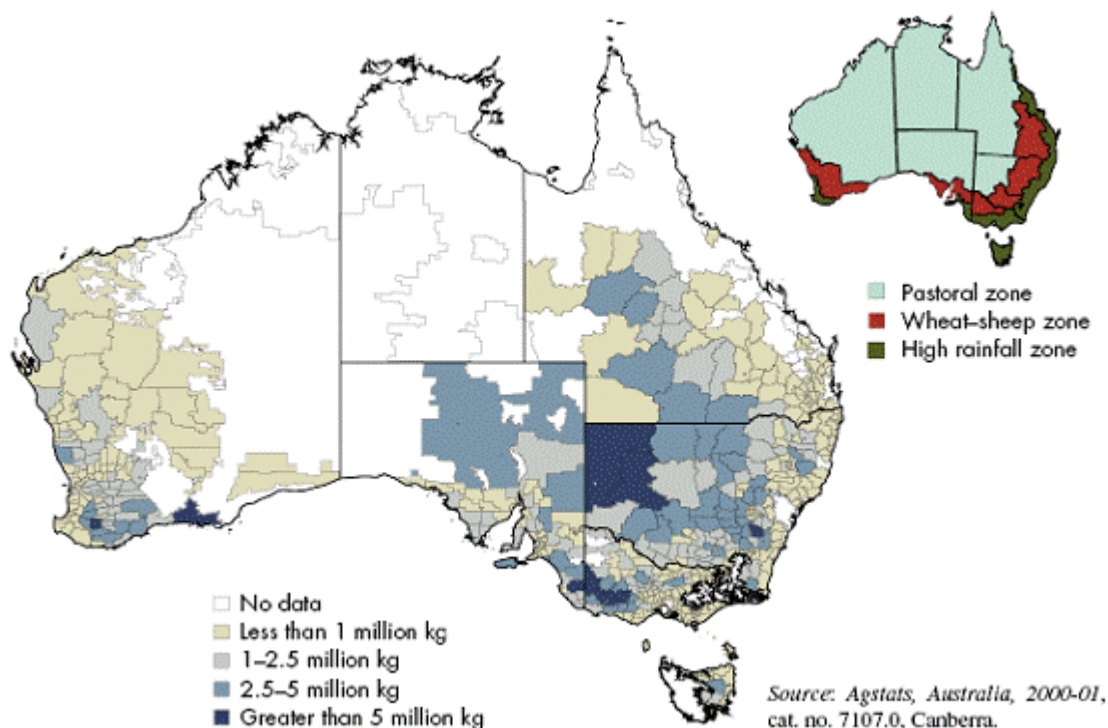 Pastoral zone
Wheat–sheep zone
High rainfall zone
No data
Less than 1 million kg
1–2.5 million kg
2.5–5 million kg
Greater than 5 million kg
Source: Agstats, Australia, 2000-01,
cat. no. 7107.0, Canberra.